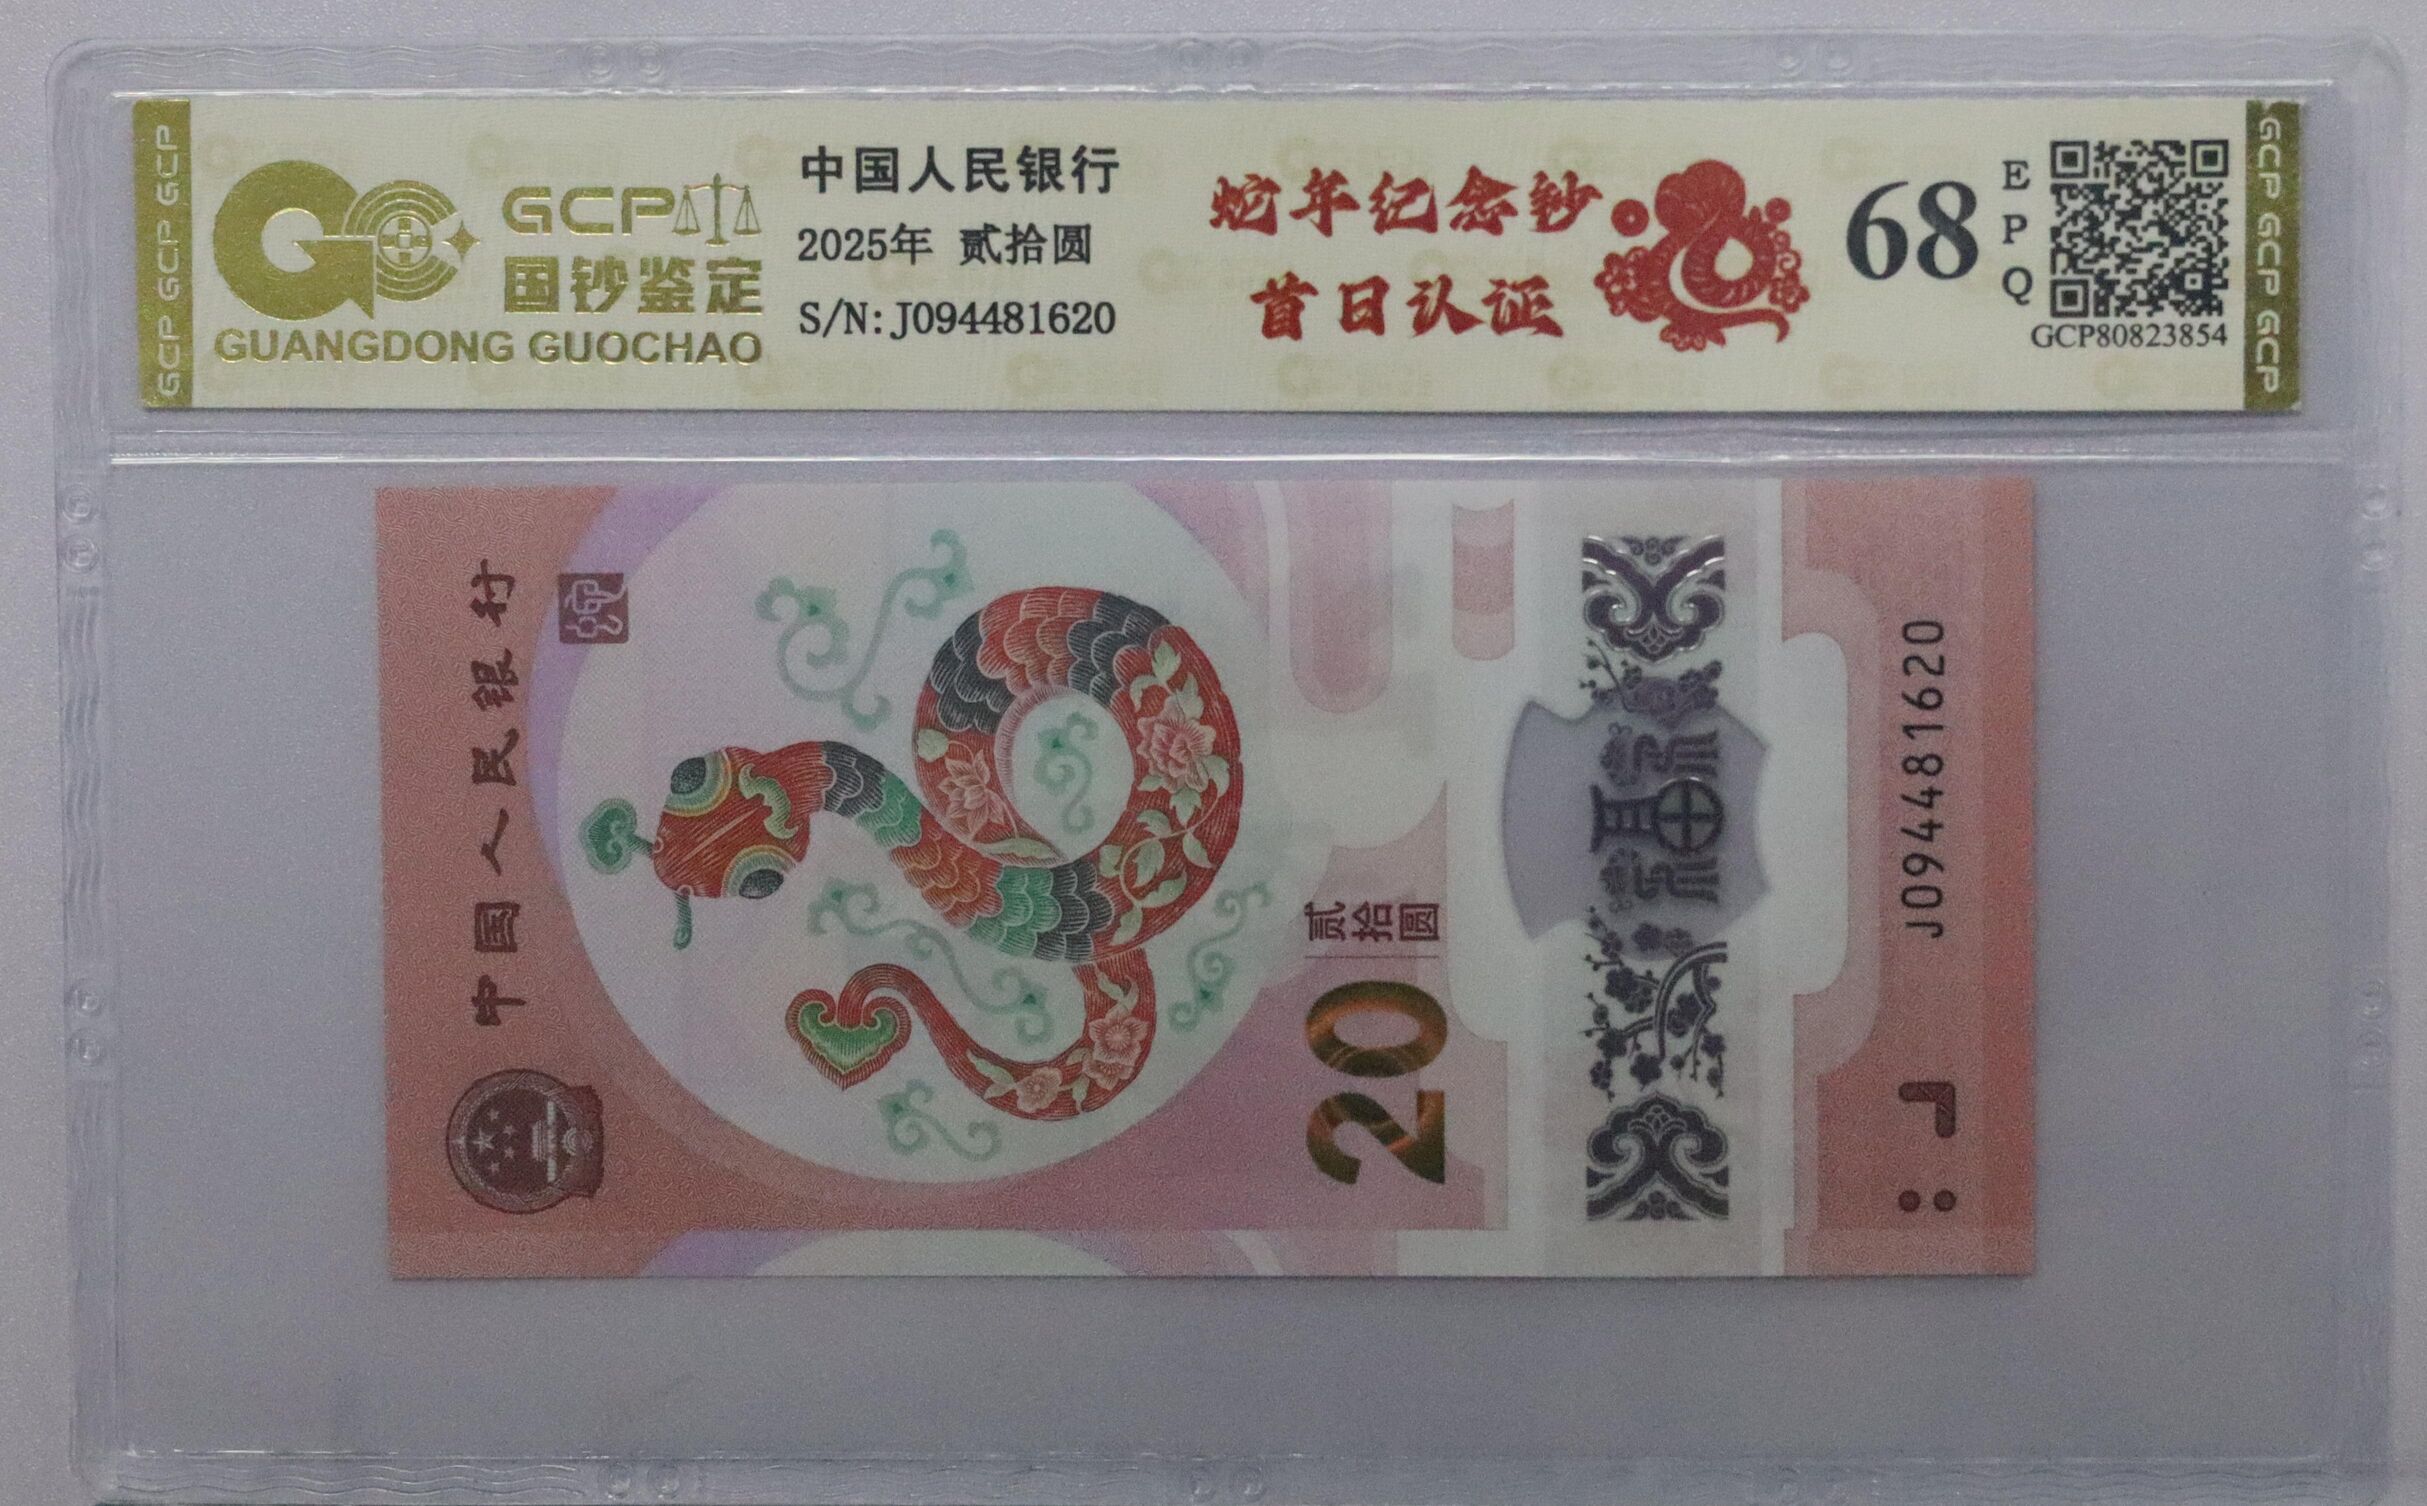 GCP GCP GCP
GCP
国钞鉴定
GUANGDONG GUOCHAO
中国人民银行
2025年 贰拾圆
S/N: J094481620
蛇年纪念钞
首日认证
68
EPQ
GCP80823854
GCP GCP GCP
中国人民银行
贰拾圆
20
J094481620